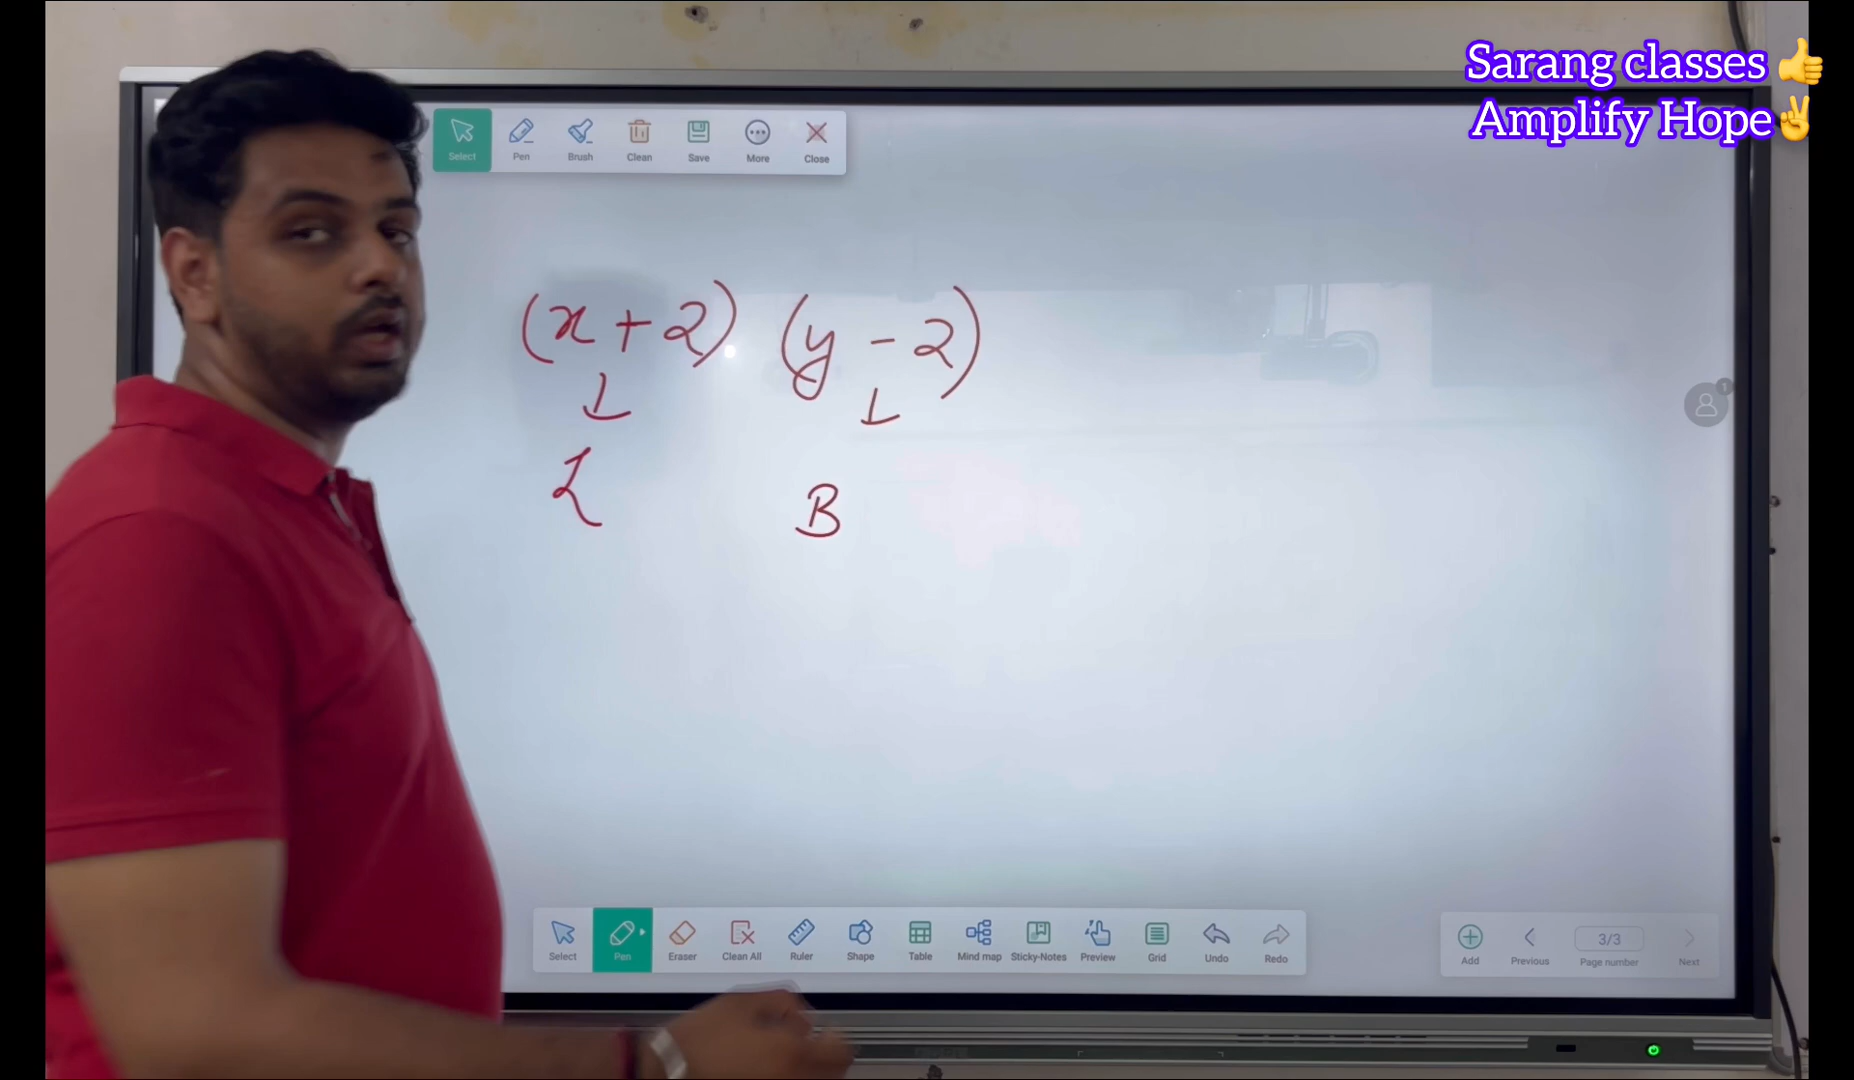 Sarang classes 👍
Amplify Hope✌
Select Pen Brush Clean Save More Close
(x+2) (y-2)
L B
1
Select Pen Eraser Clean All Ruler Shape Table Mind map Sticky-Notes Preview Grid Undo Redo
Add Previous 3/3 Page number Next